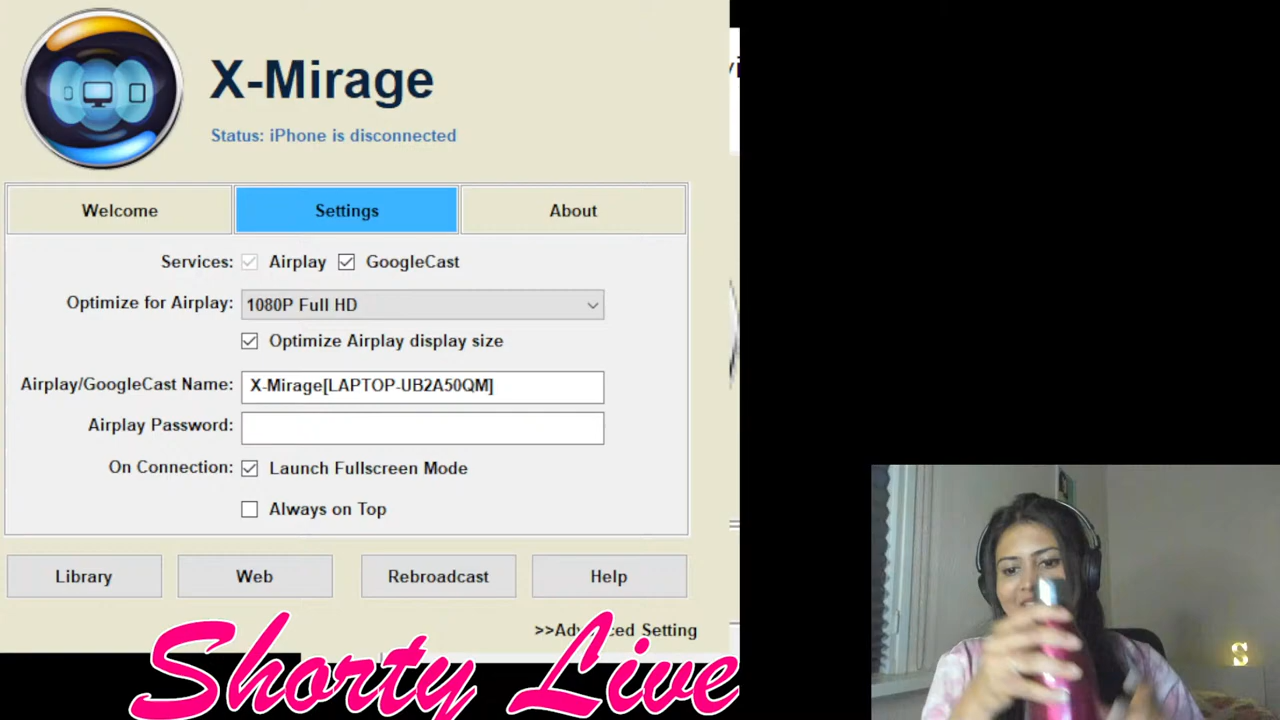 X-Mirage
Status: iPhone is disconnected
Welcome
Settings
About
Services:
Airplay
GoogleCast
Optimize for Airplay:
1080P Full HD
Optimize Airplay display size
Airplay/GoogleCast Name:
X-Mirage[LAPTOP-UB2A50QM]
Airplay Password:
On Connection:
Launch Fullscreen Mode
Always on Top
Library
Web
Rebroadcast
Help
Setting
Shorty Live
S